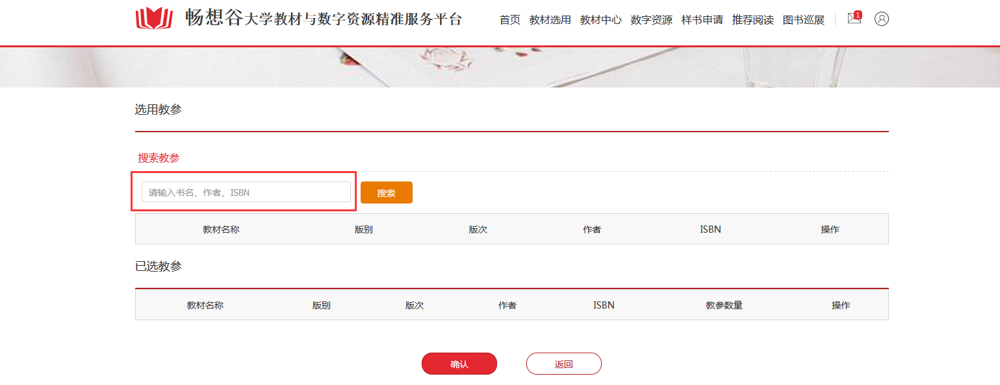 畅想谷大学教材与数字资源精准服务平台
首页 教材选用 教材中心 数字资源 样书申请 推荐阅读 图书巡展 1
选用教参
搜索教参
请输入书名、作者、ISBN 搜索
教材名称 版别 版次 作者 ISBN 操作
已选教参
教材名称 版别 版次 作者 ISBN 教参数量 操作
确认 返回